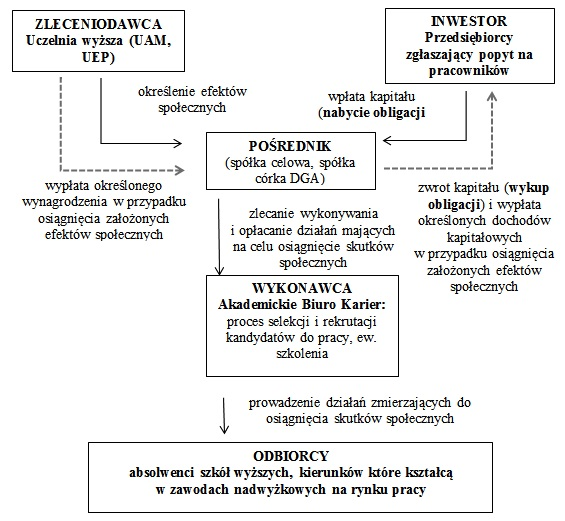 ZLECENIODAWCA
Uczelnia wyższa (UAM,
UEP)
INWESTOR
Przedsiębiorcy
zgłaszający popyt na
pracowników
określenie efektów
społecznych
wpłata kapitału
(nabycie obligacji
POŚREDNIK
(spółka celowa, spółka
córka DGA)
wypłata określonego
wynagrodzenia w przypadku
osiągnięcia założonych
efektów społecznych
zwrot kapitału (wykup
obligacji) i wypłata
określonych dochodów
kapitałowych
w przypadku osiągnięcia
założonych efektów
społecznych
zlecanie wykonywania
i opłacanie działań mających
na celu osiągnięcie skutków
społecznych
WYKONAWCA
Akademickie Biuro Karier:
proces selekcji i rekrutacji
kandydatów do pracy, ew.
szkolenia
prowadzenie działań zmierzających do
osiągnięcia skutków społecznych
ODBIORCY
absolwenci szkół wyższych, kierunków które kształcą
w zawodach nadwyżkowych na rynku pracy